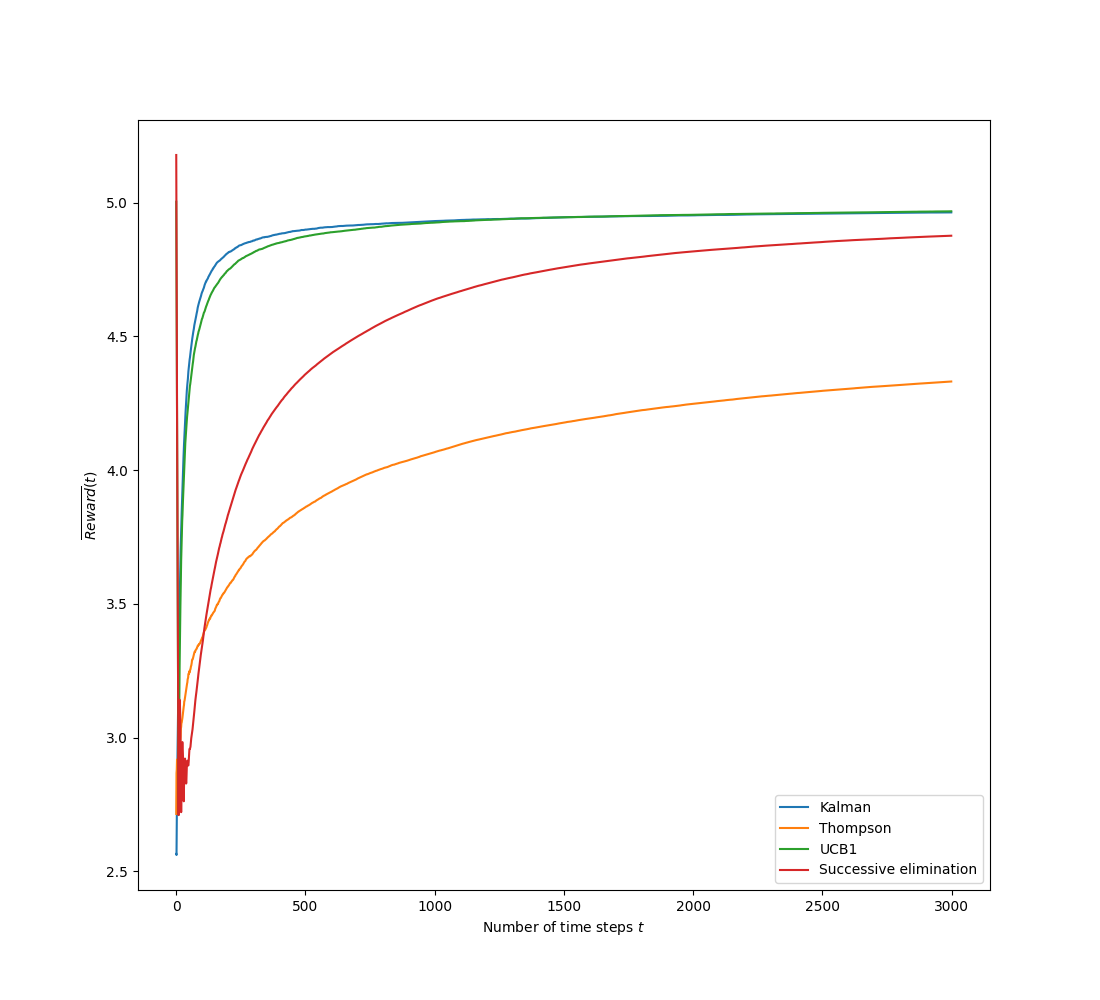 5.0
4.5
4.0
3.5
3.0
2.5
Reward(t)
0 500 1000 1500 2000 2500 3000
Number of time steps t
Kalman
Thompson
UCB1
Successive elimination